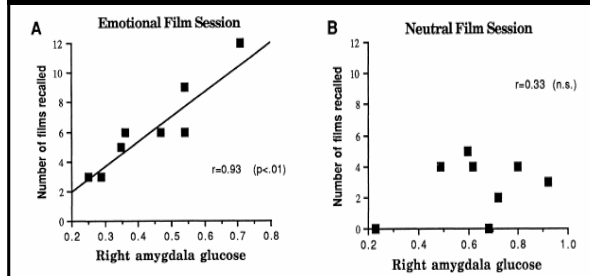 A
Emotional Film Session
Number of films recalled
12
10
8
6
4
2
0
r=0.93 (p<.01)
0.2 0.3 0.4 0.5 0.6 0.7 0.8
Right amygdala glucose
B
Neutral Film Session
Number of films recalled
12
10
8
6
4
2
0
r=0.33 (n.s.)
0.2 0.4 0.6 0.8 1.0
Right amygdala glucose